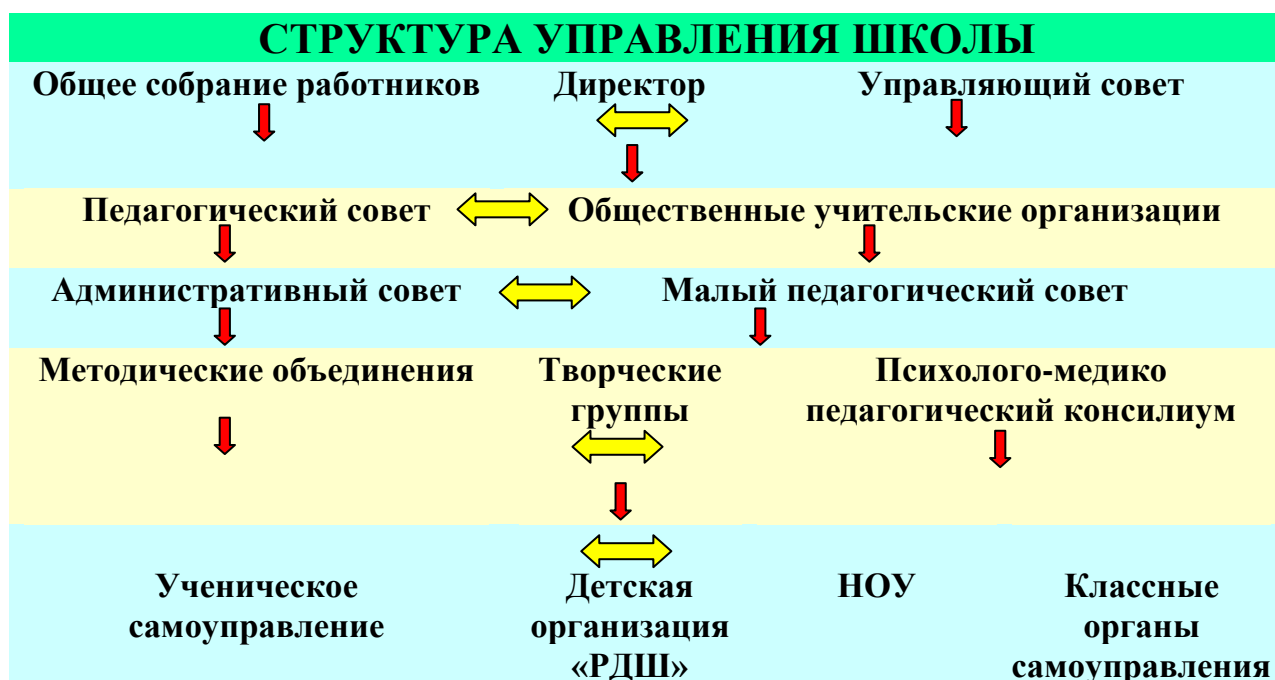 СТРУКТУРА УПРАВЛЕНИЯ ШКОЛЫ
Общее собрание работников
Директор
Управляющий совет
Педагогический совет
Общественные учительские организации
Административный совет
Малый педагогический совет
Методические объединения
Творческие
группы
Психолого-медико
педагогический консилиум
Ученическое
самоуправление
Детская
организация
«РДШ»
НОУ
Классные
органы
самоуправления